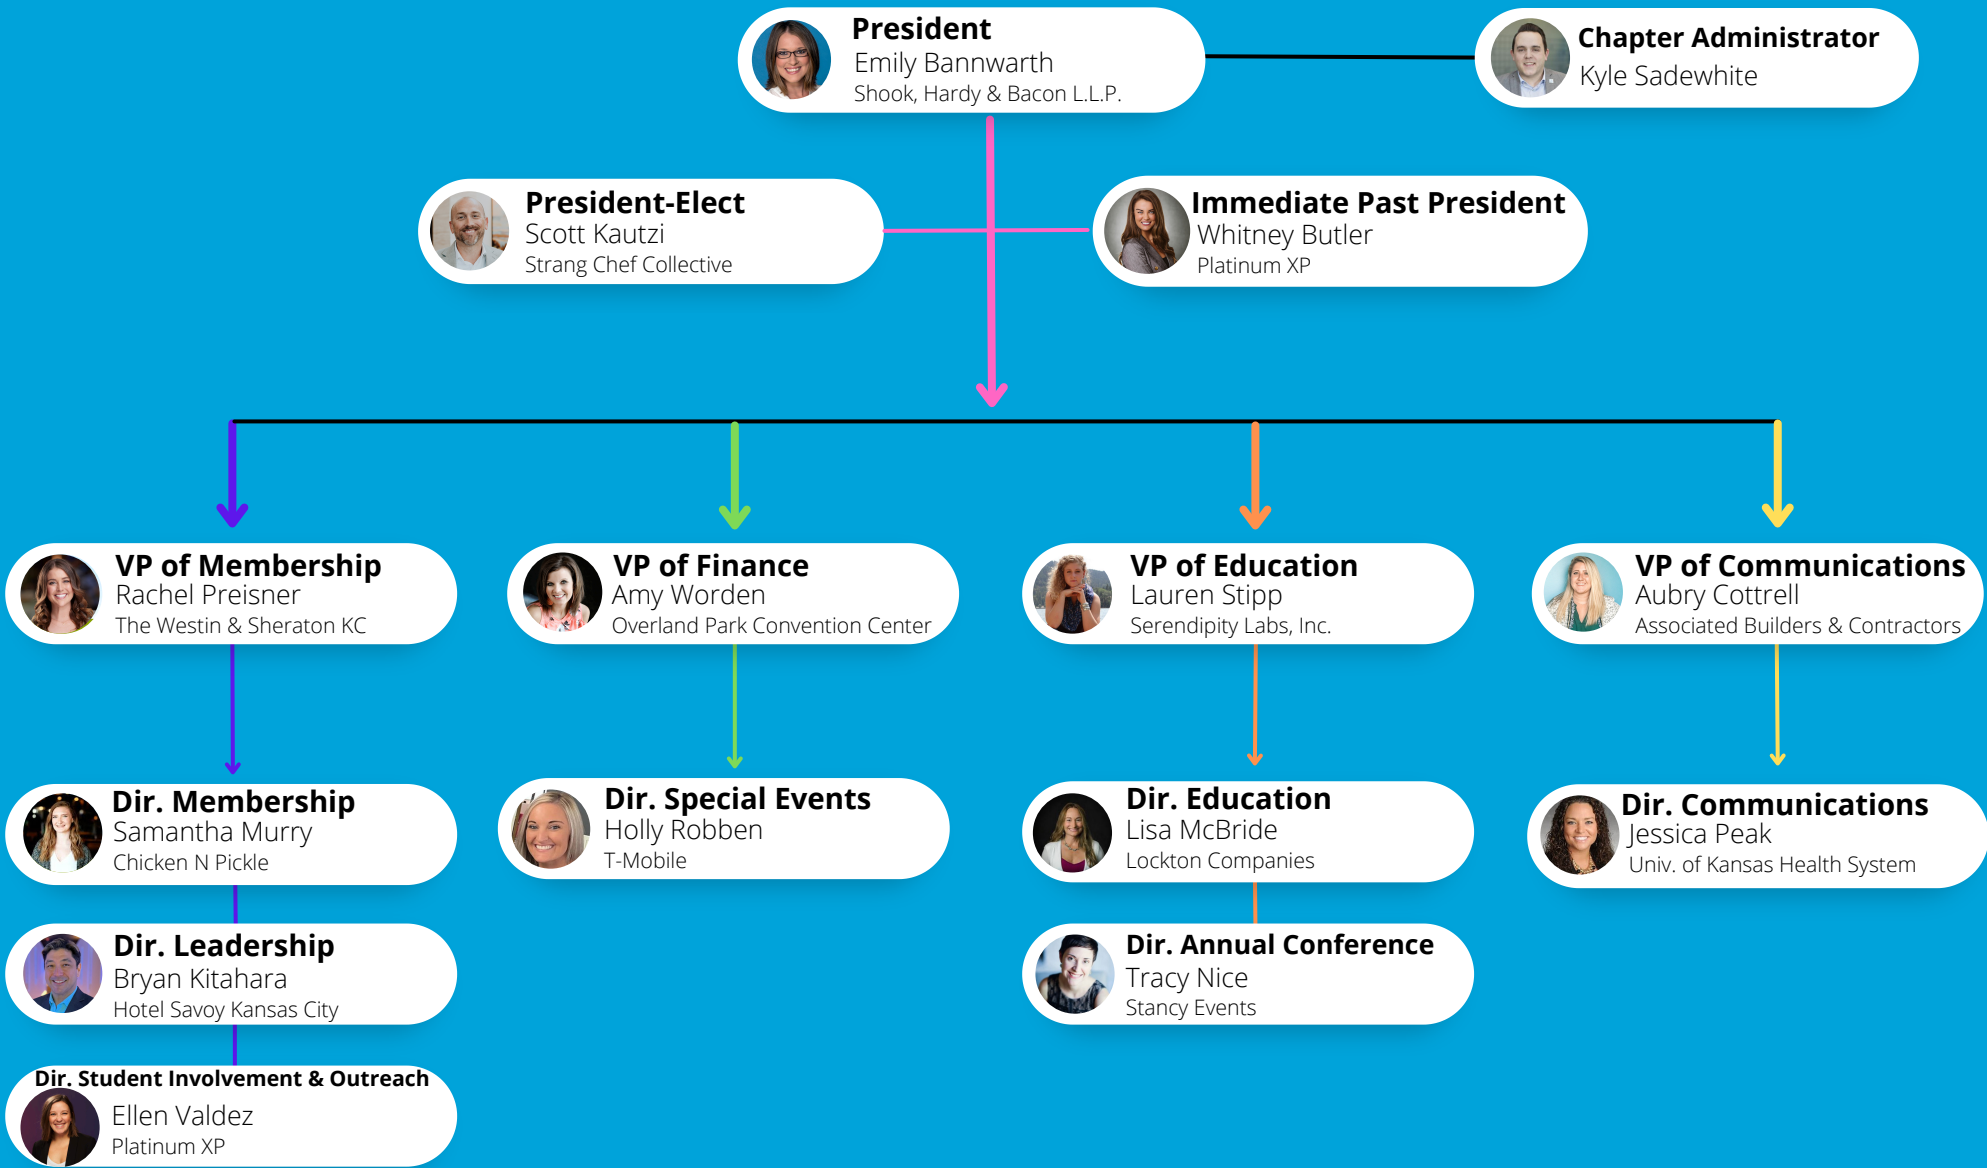 President
Emily Bannwarth
Shook, Hardy & Bacon L.L.P.
Chapter Administrator
Kyle Sadewhite
President-Elect
Scott Kautzi
Strang Chef Collective
Immediate Past President
Whitney Butler
Platinum XP
VP of Membership
Rachel Preisner
The Westin & Sheraton KC
VP of Finance
Amy Worden
Overland Park Convention Center
VP of Education
Lauren Stipp
Serendipity Labs, Inc.
VP of Communications
Aubry Cottrell
Associated Builders & Contractors
Dir. Membership
Samantha Murry
Chicken N Pickle
Dir. Special Events
Holly Robben
T-Mobile
Dir. Education
Lisa McBride
Lockton Companies
Dir. Communications
Jessica Peak
Univ. of Kansas Health System
Dir. Leadership
Bryan Kitahara
Hotel Savoy Kansas City
Dir. Annual Conference
Tracy Nice
Stancy Events
Dir. Student Involvement & Outreach
Ellen Valdez
Platinum XP